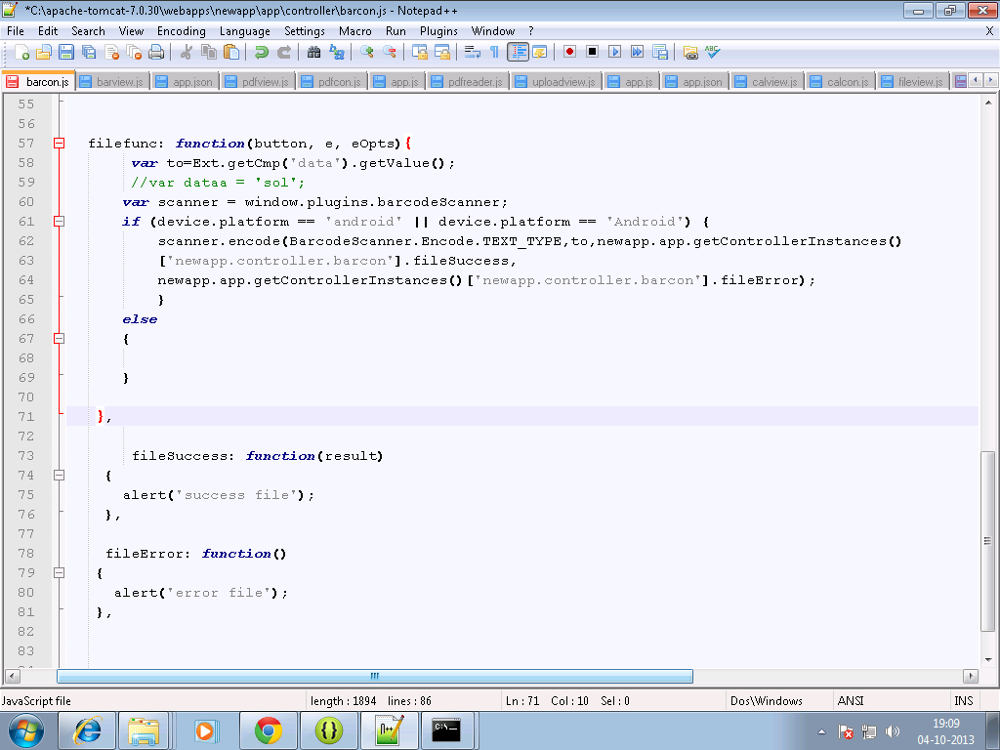 *C:\apache-tomcat-7.0.30\webapps\newapp\app\controller\barcon.js - Notepad++
File Edit Search View Encoding Language Settings Macro Run Plugins Window ? X
barcon.js barview.js app.json pdfview.js pdfcon.js app.js pdfreader.js uploadview.js app.js app.json calview.js calcon.js fileview.js
55
56
57 filefunc: function(button, e, eOpts){
58 var to=Ext.getCmp('data').getValue();
59 //var dataa = 'sol';
60 var scanner = window.plugins.barcodeScanner;
61 if (device.platform == 'android' || device.platform == 'Android') {
62 scanner.encode(BarcodeScanner.Encode.TEXT_TYPE,to,newapp.app.getControllerInstances()
63 ['newapp.controller.barcon'].fileSuccess,
64 newapp.app.getControllerInstances()['newapp.controller.barcon'].fileError);
65 }
66 else
67 {
68
69 }
70
71 },
72
73 fileSuccess: function(result)
74 {
75 alert('success file');
76 },
77
78 fileError: function()
79 {
80 alert('error file');
81 },
82
83
JavaScript file length : 1894 lines : 86 Ln : 71 Col : 10 Sel : 0 Dos\Windows ANSI INS
19:09
04-10-2013